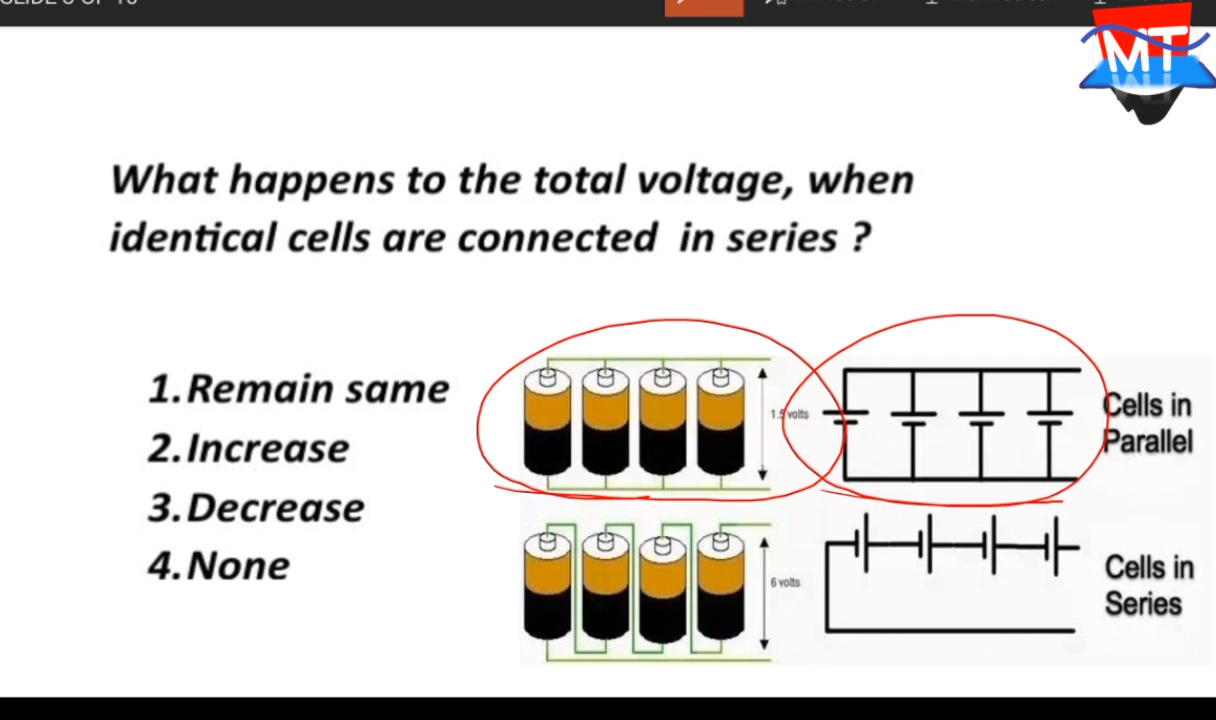 What happens to the total voltage, when
identical cells are connected in series ?
1.Remain same
2.Increase
3.Decrease
4.None
1.5 volts
Cells in
Parallel
6 volts
Cells in
Series
MT